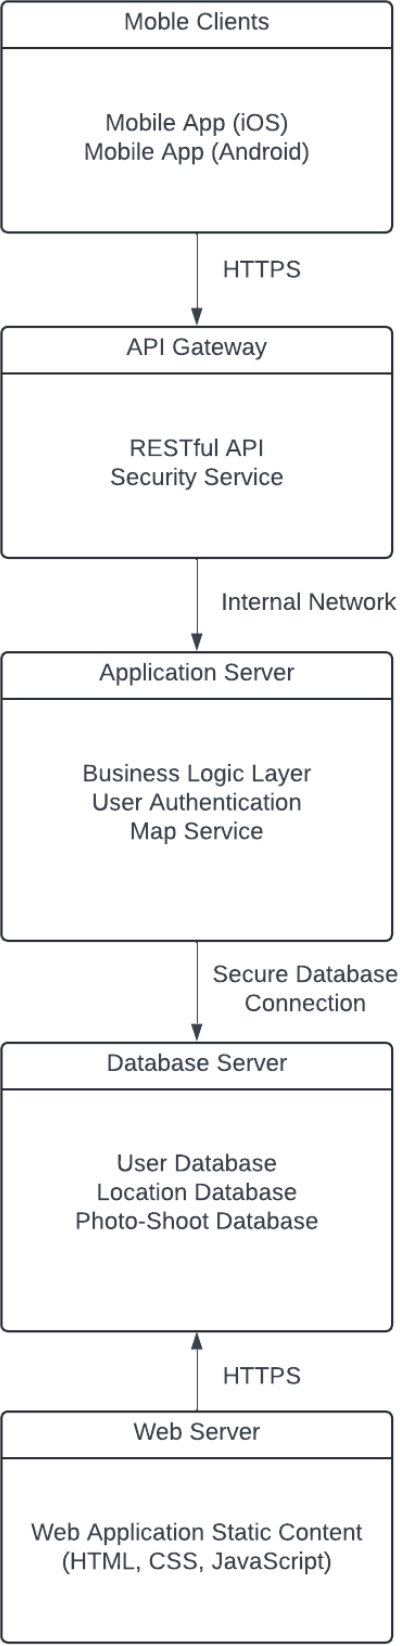 Moble Clients
Mobile App (iOS)
Mobile App (Android)
HTTPS
API Gateway
RESTful API
Security Service
Internal Network
Application Server
Business Logic Layer
User Authentication
Map Service
Secure Database
Connection
Database Server
User Database
Location Database
Photo-Shoot Database
HTTPS
Web Server
Web Application Static Content
(HTML, CSS, JavaScript)